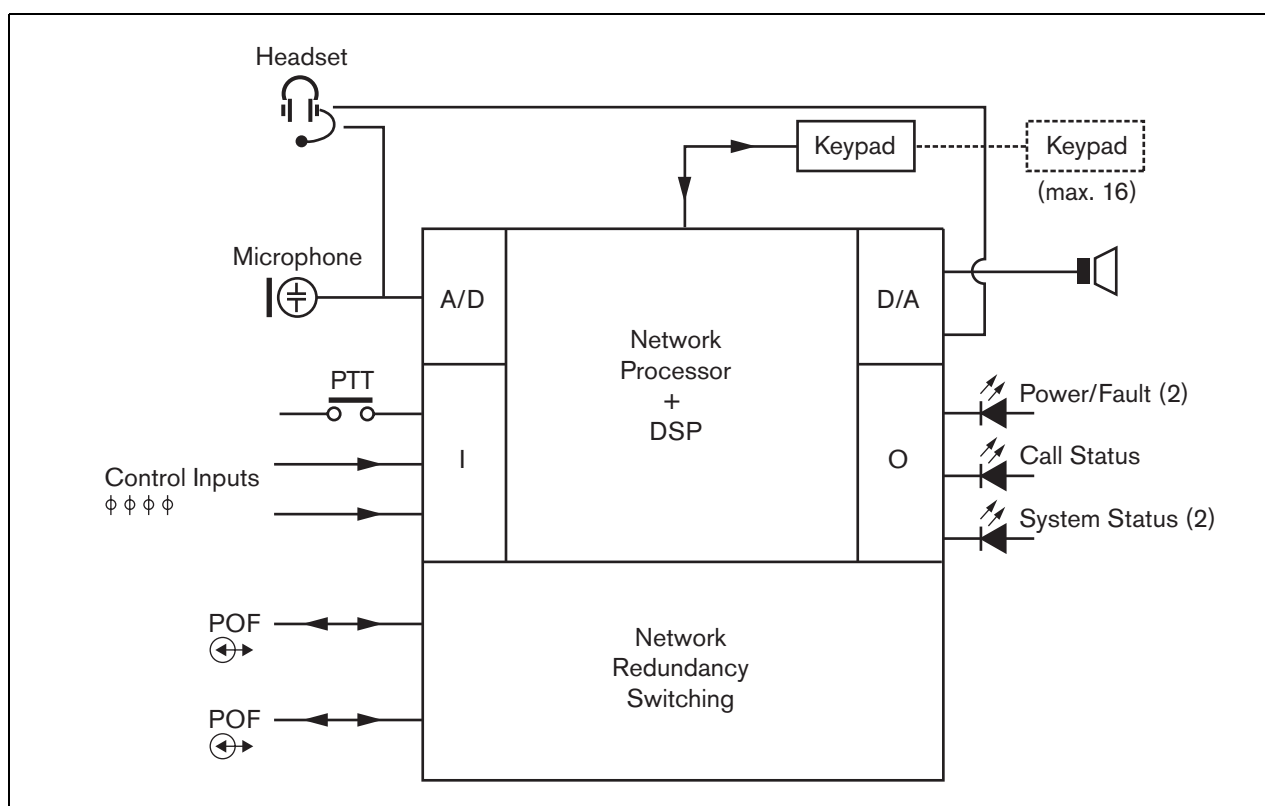 Headset
Keypad
Keypad
(max. 16)
Microphone
A/D
D/A
Network
Processor
+
DSP
PTT
I
O
Power/Fault (2)
Control Inputs
Call Status
System Status (2)
POF
Network
Redundancy
Switching
POF